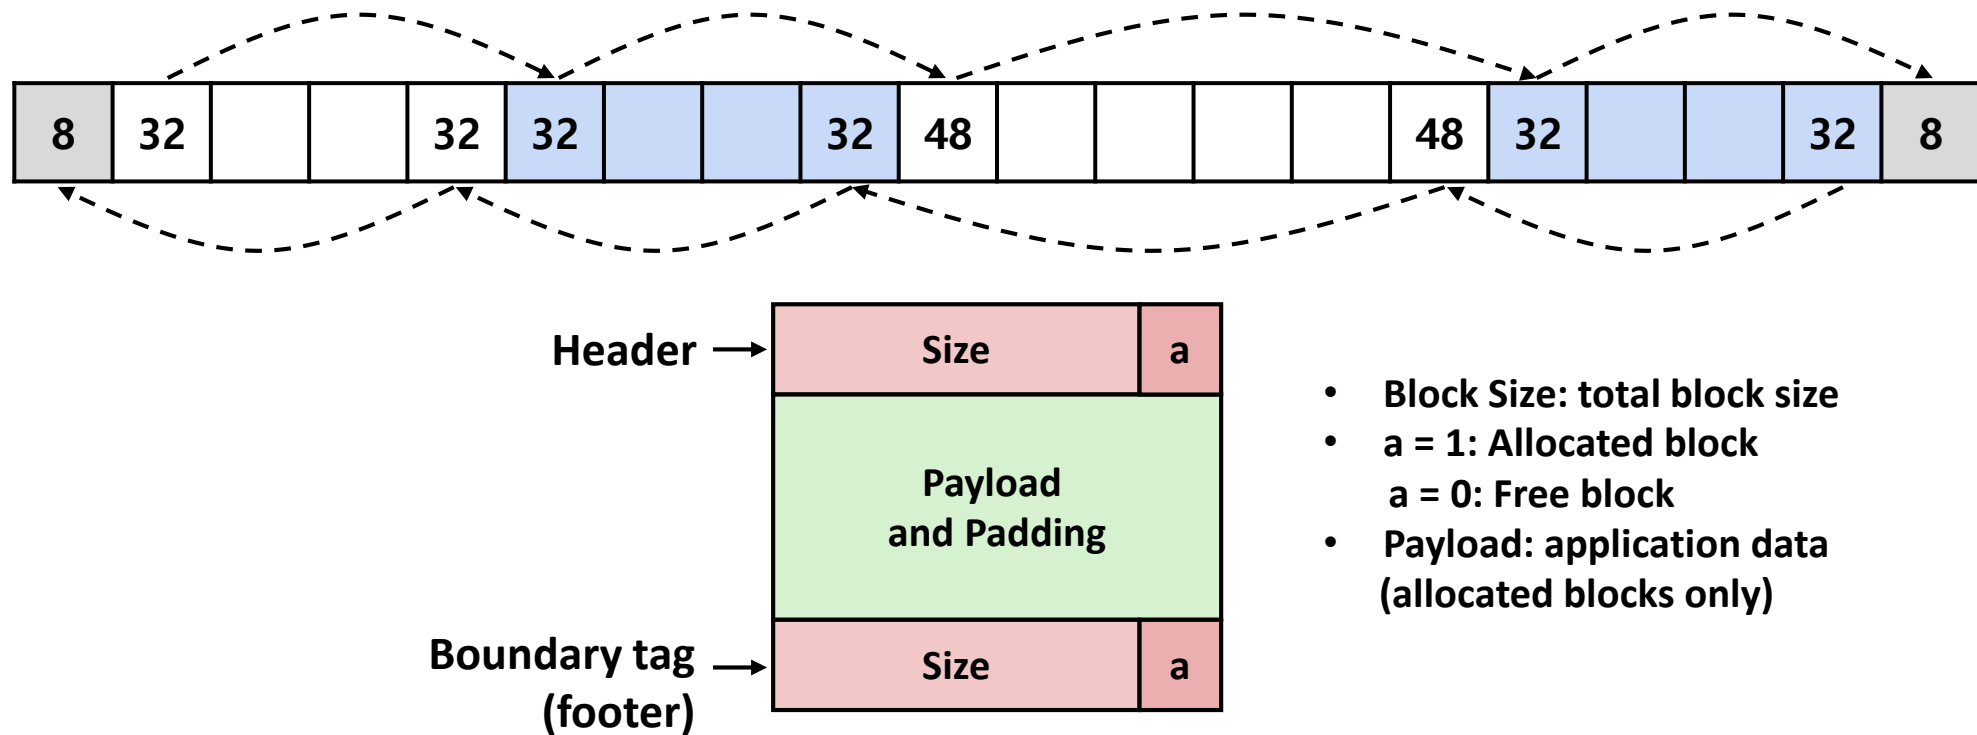 8 32 32 32 32 48 48 32 32 8
Header
Size a
Payload
and Padding
Boundary tag
(footer)
Size a
• Block Size: total block size
• a = 1: Allocated block
a = 0: Free block
• Payload: application data
(allocated blocks only)